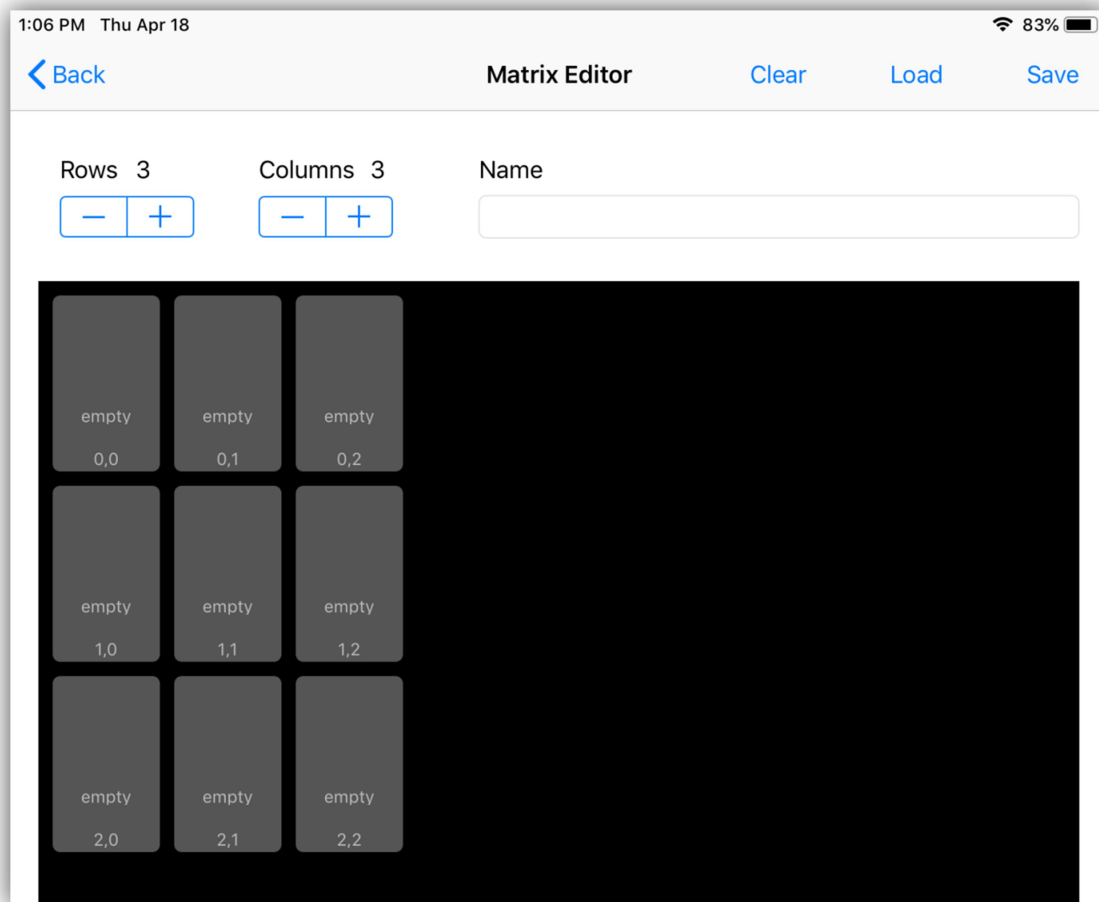 1:06 PM Thu Apr 18 83%
Back Matrix Editor Clear Load Save
Rows 3 Columns 3 Name
empty empty empty
0,0 0,1 0,2
empty empty empty
1,0 1,1 1,2
empty empty empty
2,0 2,1 2,2